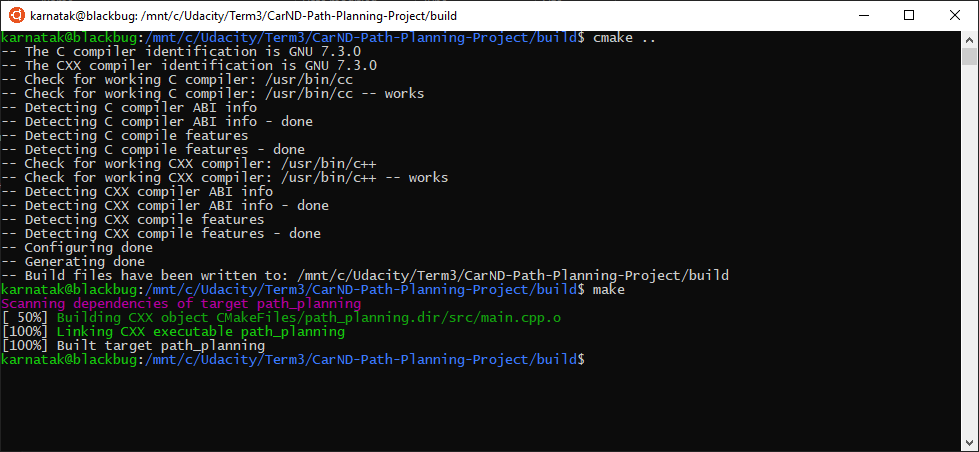 karnatak@blackbug: /mnt/c/Udacity/Term3/CarND-Path-Planning-Project/build
karnatak@blackbug:/mnt/c/Udacity/Term3/CarND-Path-Planning-Project/build$ cmake ..
-- The C compiler identification is GNU 7.3.0
-- The CXX compiler identification is GNU 7.3.0
-- Check for working C compiler: /usr/bin/cc
-- Check for working C compiler: /usr/bin/cc -- works
-- Detecting C compiler ABI info
-- Detecting C compiler ABI info - done
-- Detecting C compile features
-- Detecting C compile features - done
-- Check for working CXX compiler: /usr/bin/c++
-- Check for working CXX compiler: /usr/bin/c++ -- works
-- Detecting CXX compiler ABI info
-- Detecting CXX compiler ABI info - done
-- Detecting CXX compile features
-- Detecting CXX compile features - done
-- Configuring done
-- Generating done
-- Build files have been written to: /mnt/c/Udacity/Term3/CarND-Path-Planning-Project/build
karnatak@blackbug:/mnt/c/Udacity/Term3/CarND-Path-Planning-Project/build$ make
Scanning dependencies of target path_planning
[ 50%] Building CXX object CMakeFiles/path_planning.dir/src/main.cpp.o
[100%] Linking CXX executable path_planning
[100%] Built target path_planning
karnatak@blackbug:/mnt/c/Udacity/Term3/CarND-Path-Planning-Project/build$